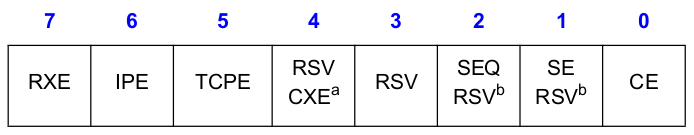 7 6 5 4 3 2 1 0
RXE IPE TCPE RSV CXEᵃ RSV SEQ RSVᵇ SE RSVᵇ CE